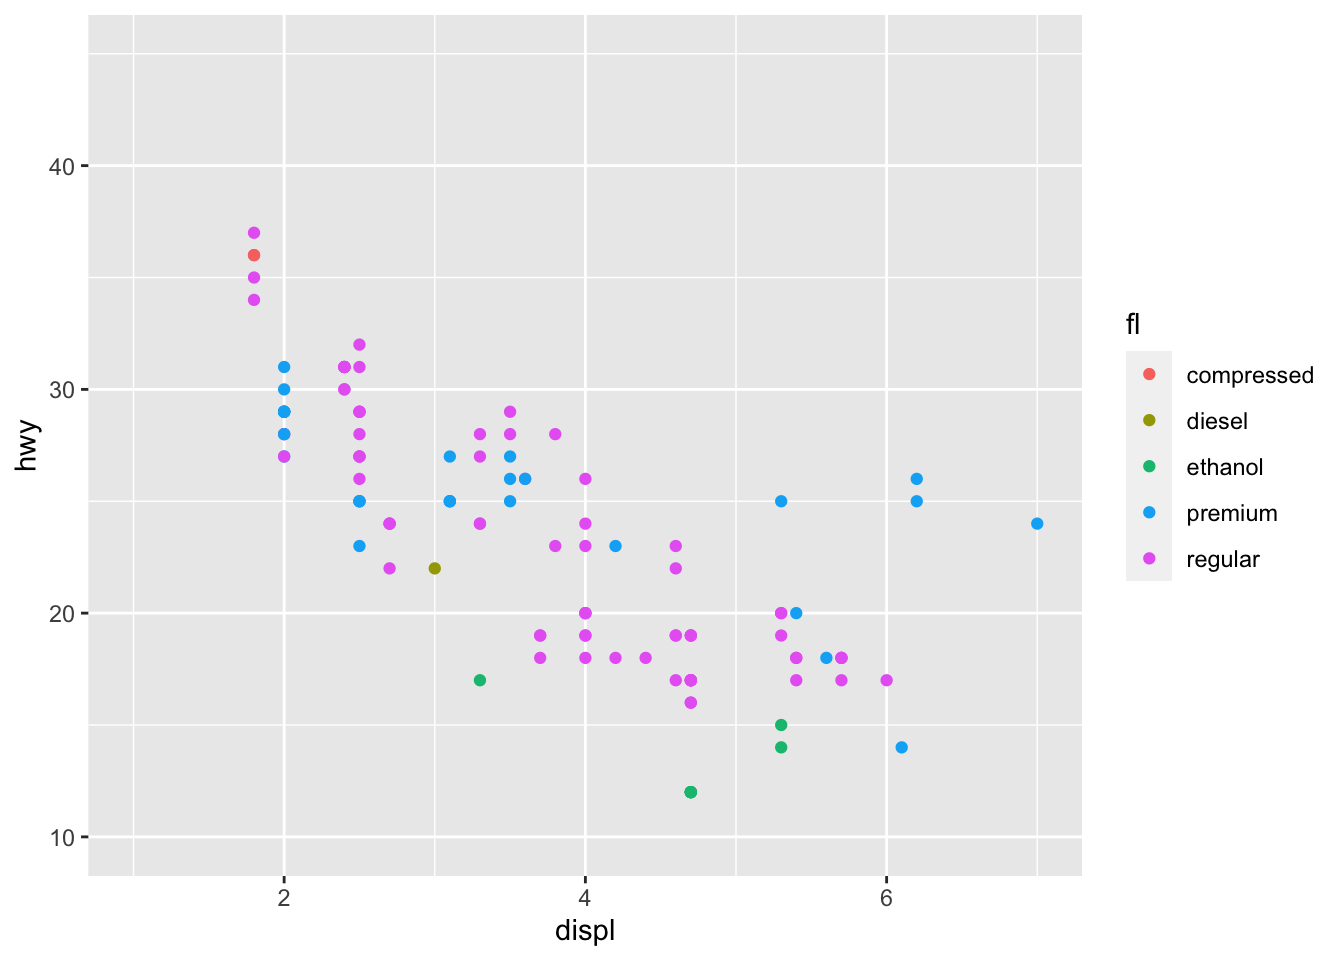 40
30
20
10
hwy
2
4
6
displ
fl
compressed
diesel
ethanol
premium
regular